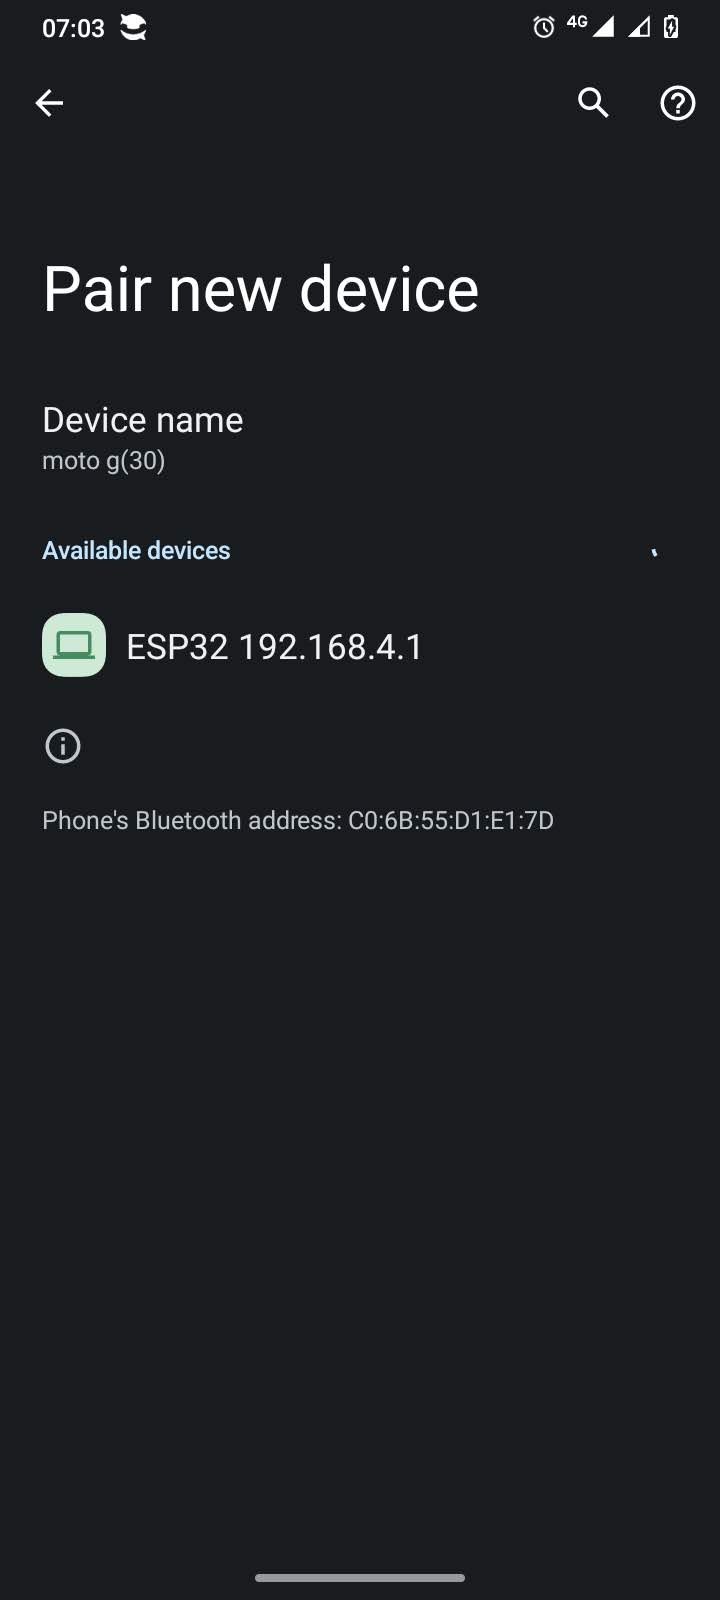 07:03
4G
Pair new device
Device name
moto g(30)
Available devices
ESP32 192.168.4.1
Phone's Bluetooth address: C0:6B:55:D1:E1:7D